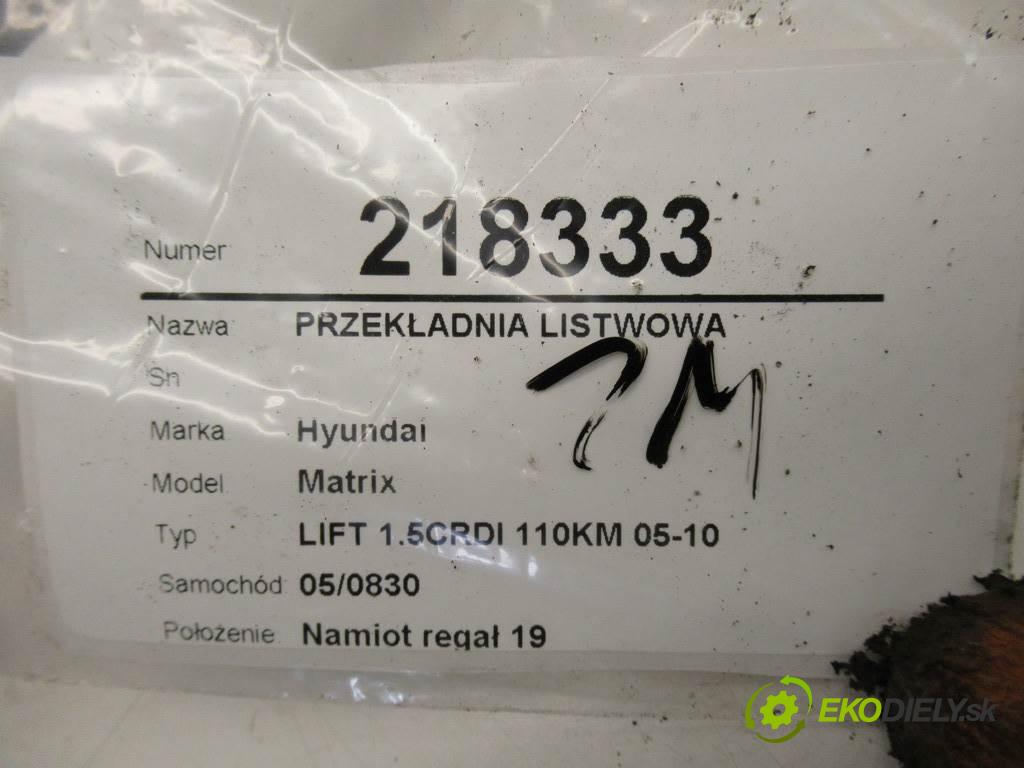 Numer 218333
Nazwa PRZEKŁADNIA LISTWOWA
Sn
Marka Hyundai
Model Matrix
Typ LIFT 1.5CRDI 110KM 05-10
Samochód 05/0830
Położenie Namiot regał 19
EKODIELY.sk